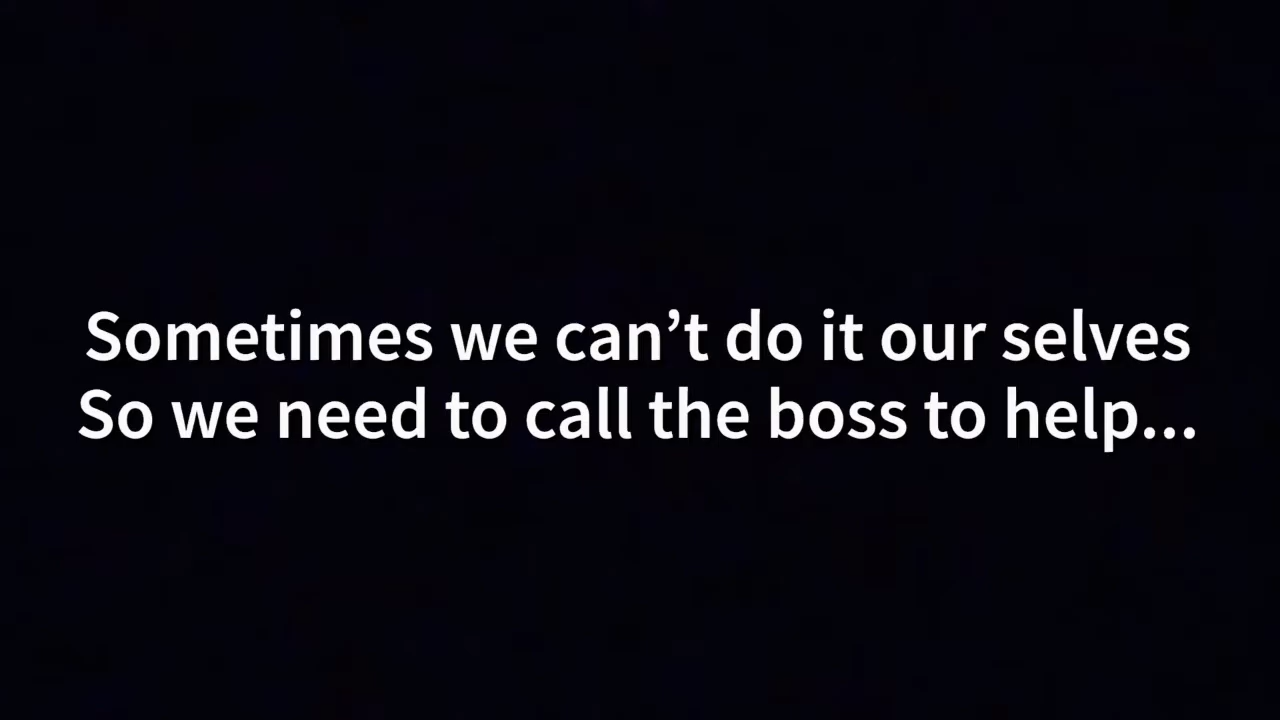 Sometimes we can’t do it our selves
So we need to call the boss to help...